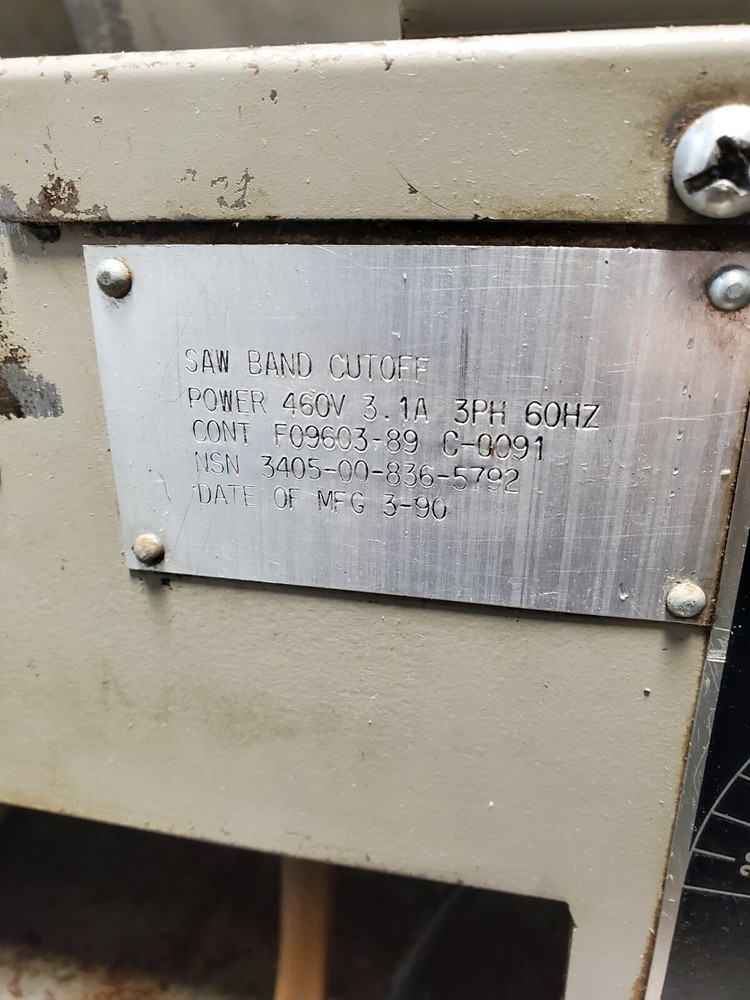 SAW BAND CUTOFF
POWER 460V 3.1A 3PH 60HZ
CONT F09603-89 C-0091
NSN 3405-00-836-5792
DATE OF MFG 3-90